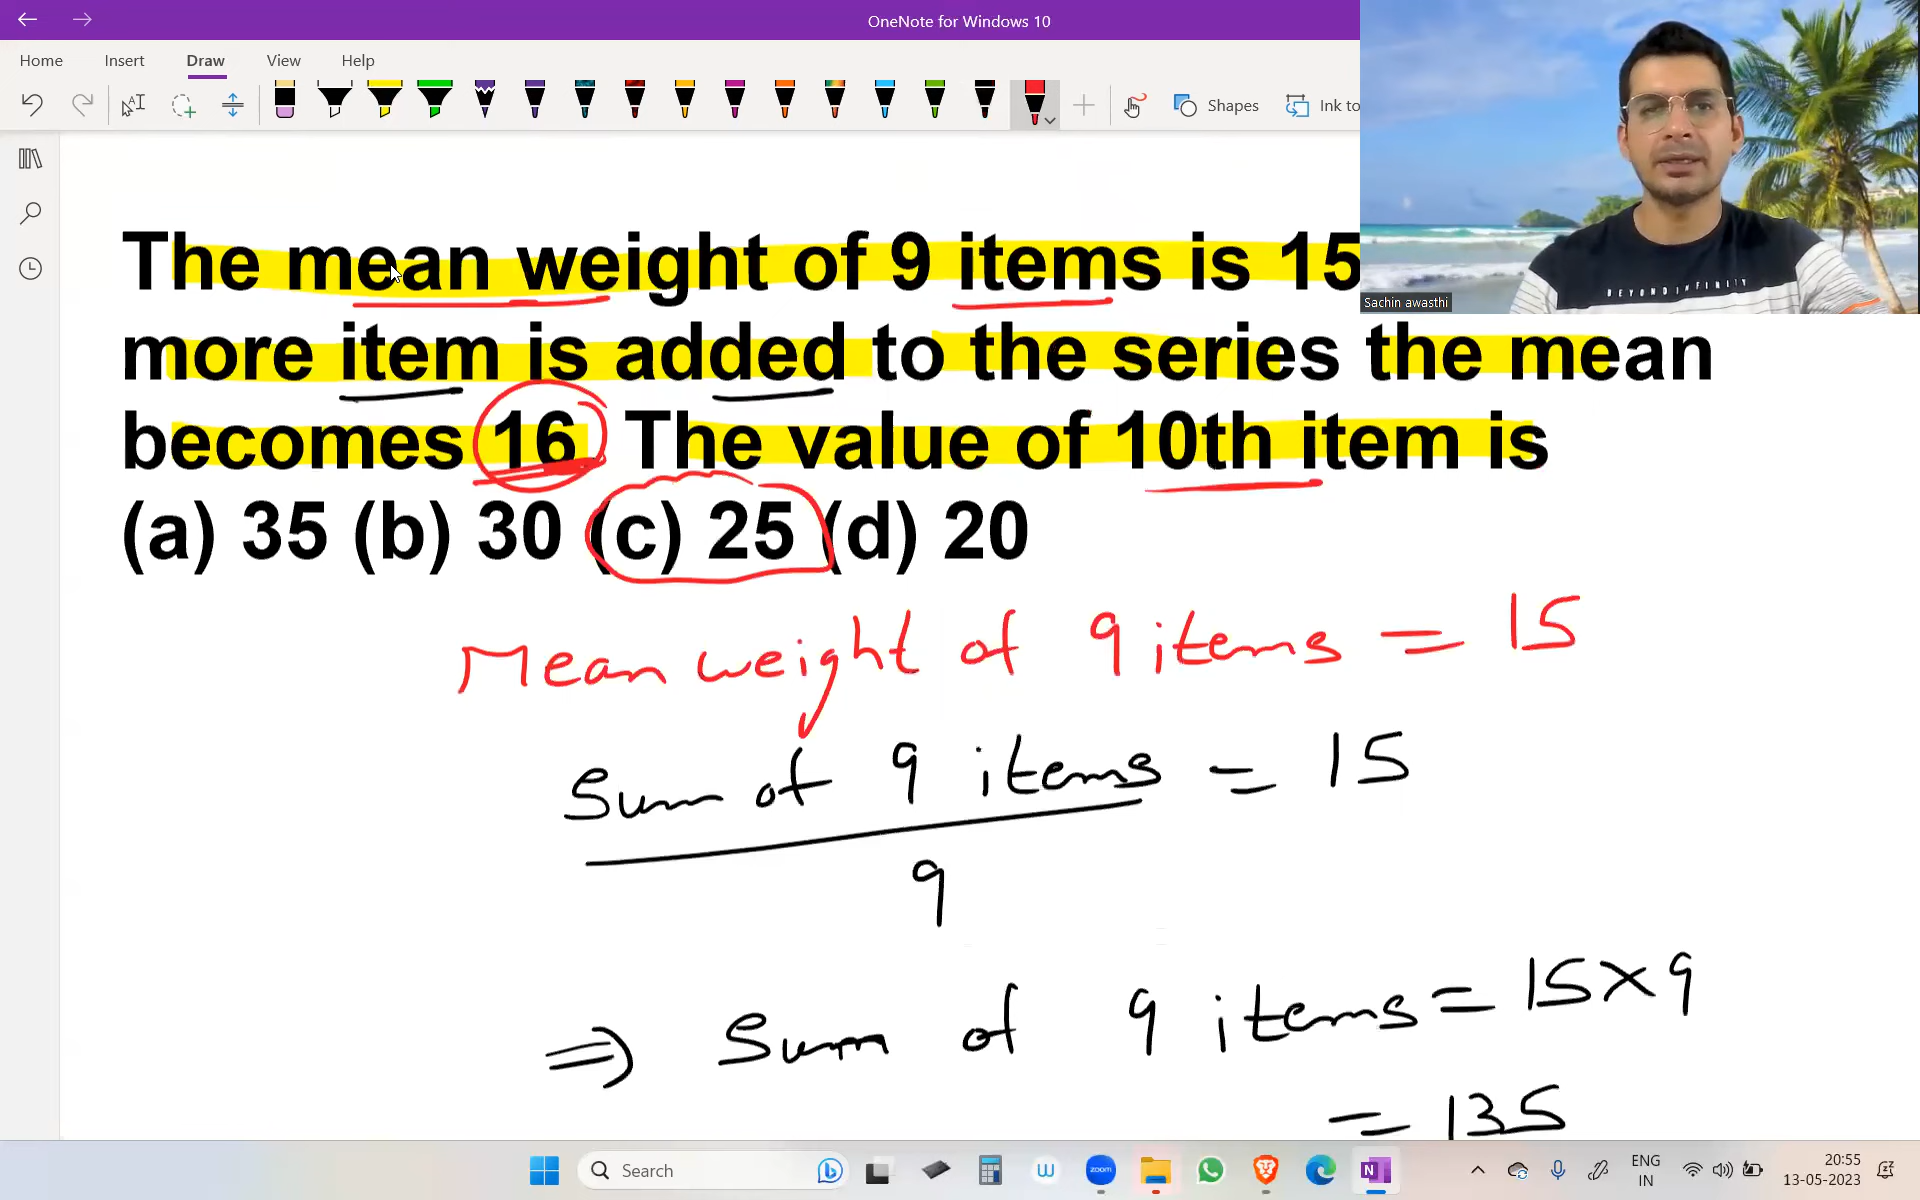 OneNote for Windows 10
Home Insert Draw View Help
Shapes Ink to
BEYOND INFINITY
Sachin awasthi
The mean weight of 9 items is 15
more item is added to the series the mean
becomes 16 The value of 10th item is
(a) 35 (b) 30 (c) 25 (d) 20
Mean weight of 9 items = 15
Sum of 9 items = 15
9
⇒ Sum of 9 items = 15×9
= 135
Search
zoom
ENG
IN
20:55
13-05-2023